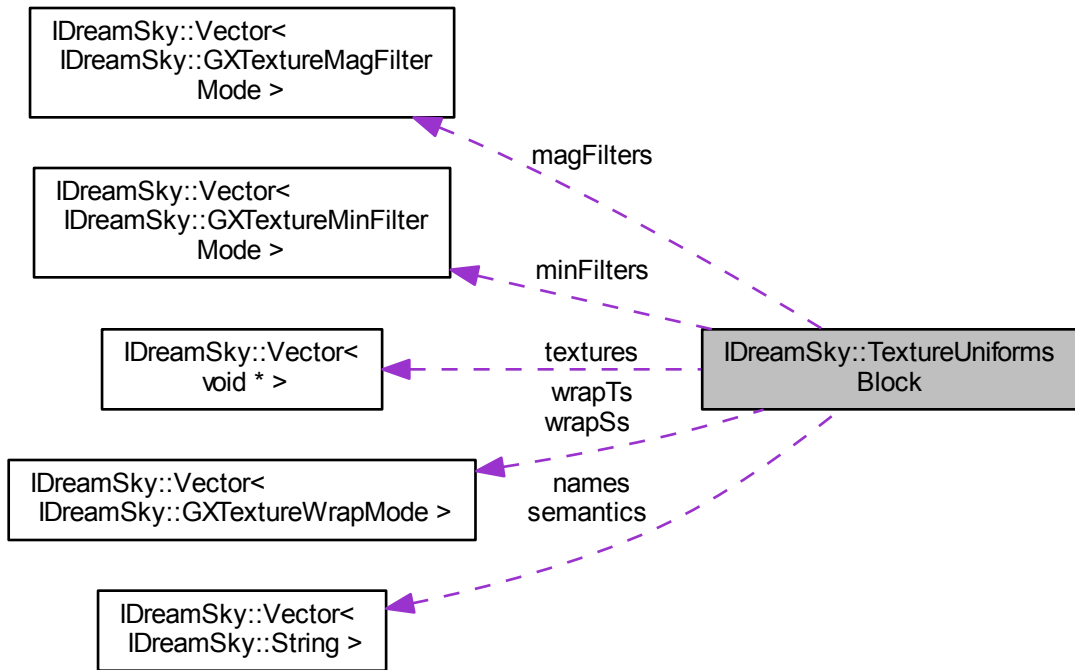 IDreamSky::Vector<
IDreamSky::GXTextureMagFilter
Mode >
magFilters
IDreamSky::Vector<
IDreamSky::GXTextureMinFilter
Mode >
minFilters
IDreamSky::Vector<
void * >
textures
IDreamSky::TextureUniforms
Block
wrapTs
wrapSs
IDreamSky::Vector<
IDreamSky::GXTextureWrapMode >
names
semantics
IDreamSky::Vector<
IDreamSky::String >